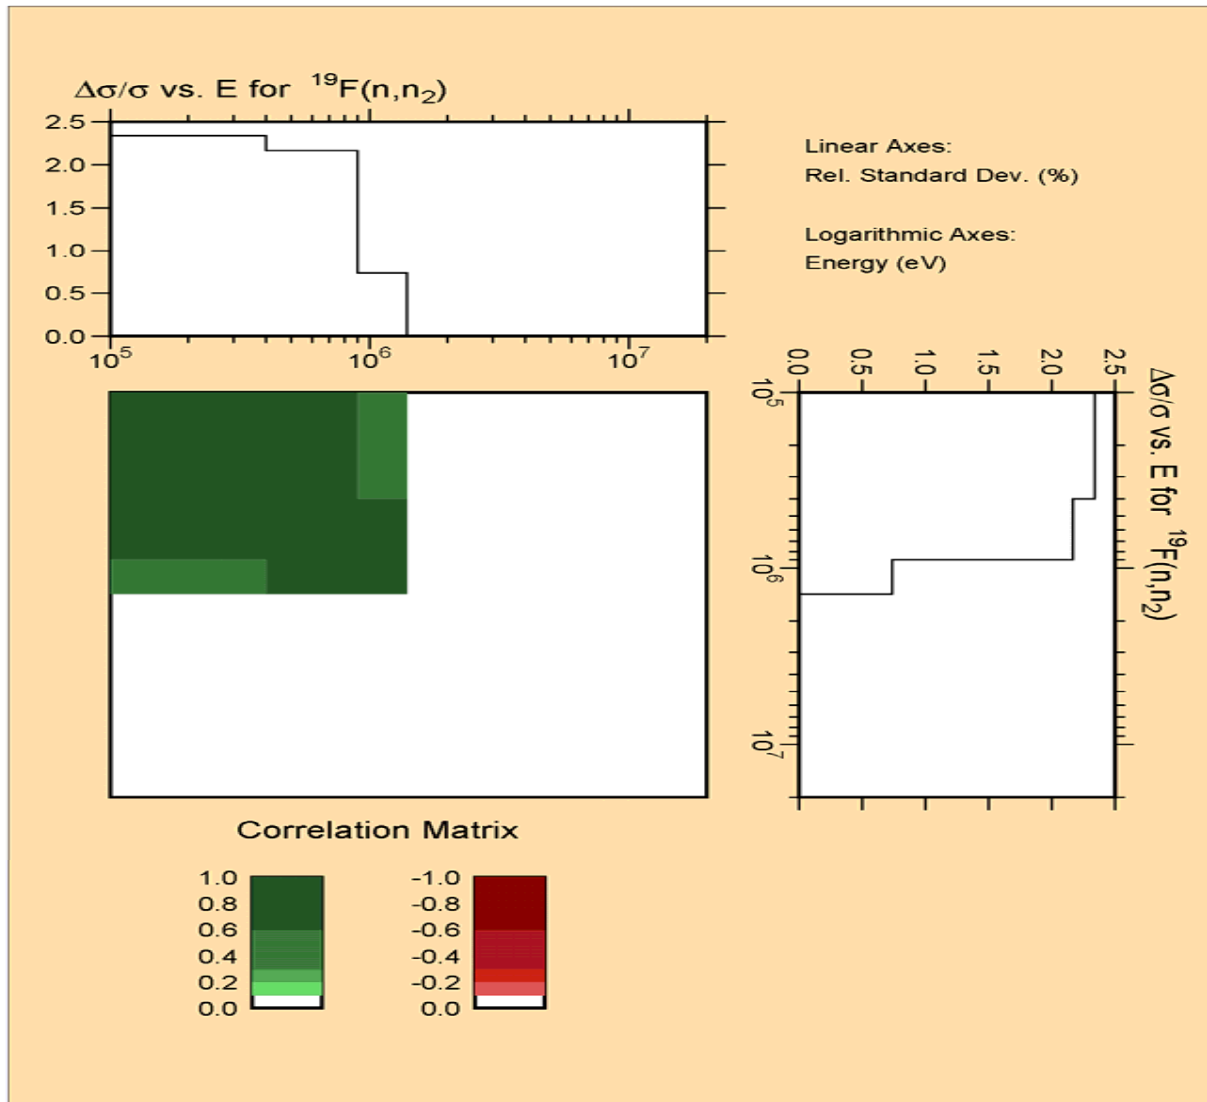 Δσ/σ vs. E for ¹⁹F(n,n₂)
2.5
2.0
1.5
1.0
0.5
0.0
10⁵ 10⁶ 10⁷
Linear Axes:
Rel. Standard Dev. (%)
Logarithmic Axes:
Energy (eV)
0.0 0.5 1.0 1.5 2.0 2.5
10⁵
10⁶
10⁷
Δσ/σ vs. E for ¹⁹F(n,n₂)
Correlation Matrix
1.0 -1.0
0.8 -0.8
0.6 -0.6
0.4 -0.4
0.2 -0.2
0.0 0.0